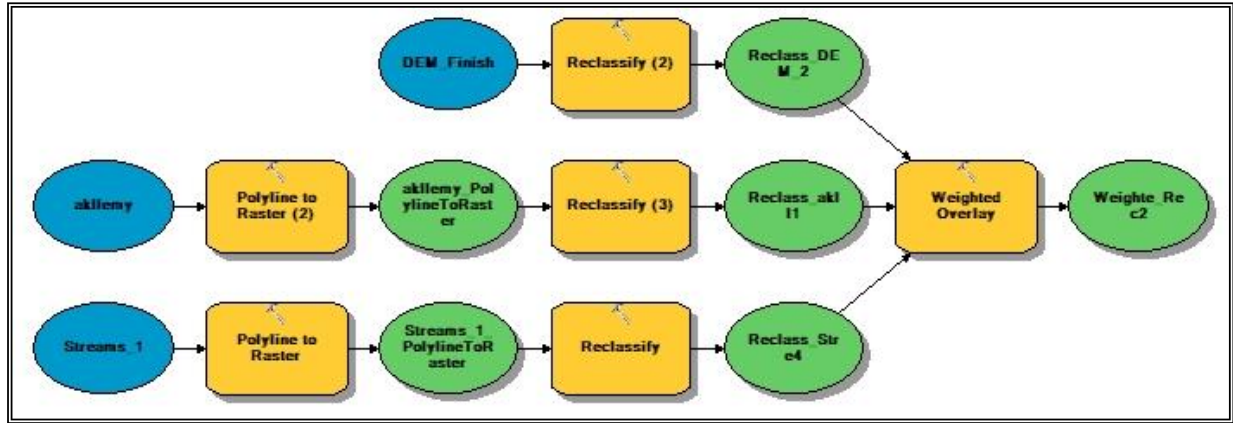 DEM_Finish
Reclassify (2)
Reclass_DE
M_2
akllemy
Polyline to
Raster (2)
akllemy_Pol
ylineToRast
er
Reclassify (3)
Reclass_akl
l1
Weighted
Overlay
Weighte_Re
c2
Streams_1
Polyline to
Raster
Streams_1_
PolylineToR
aster
Reclassify
Reclass_Str
e4